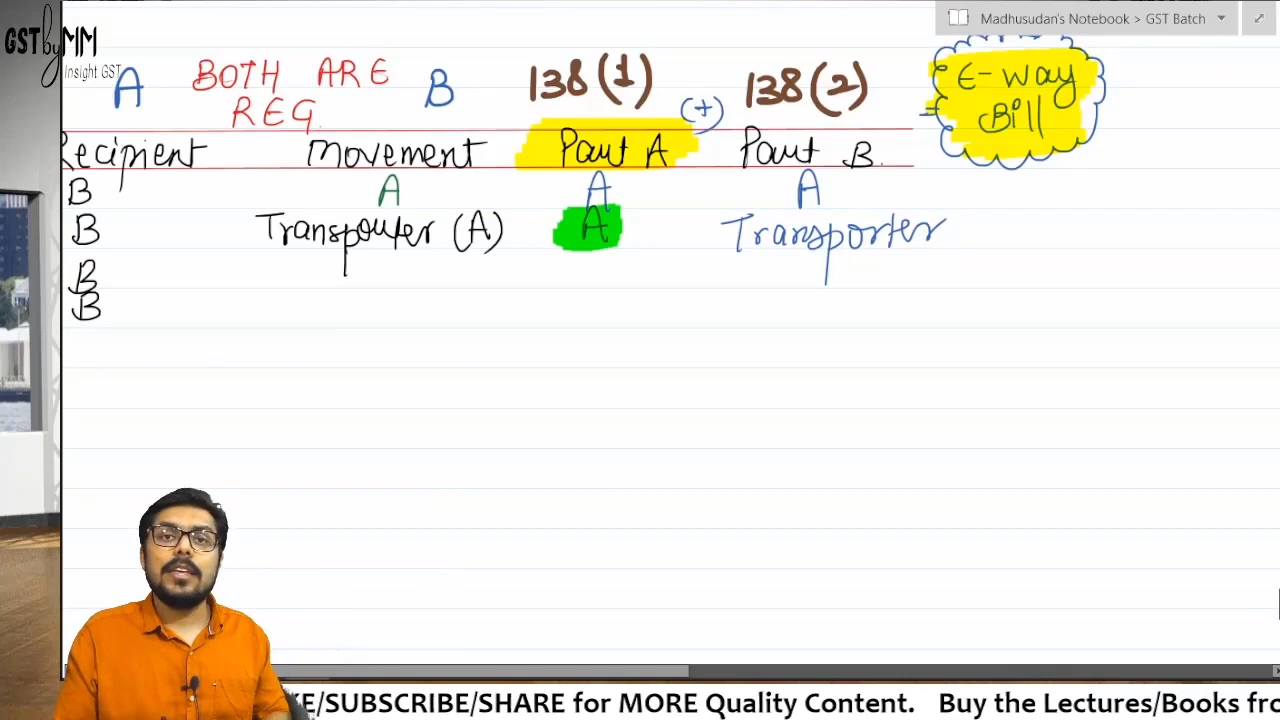 Madhusudan's Notebook > GST Batch
GST by MM
Insight GST
A BOTH ARE B 138(1) (+) 138(2) = E-way
REG Bill
Recipient Movement Part A Part B.
B A A A
B Transporter (A) A Transporter
B
B
KE/SUBSCRIBE/SHARE for MORE Quality Content. Buy the Lectures/Books fro